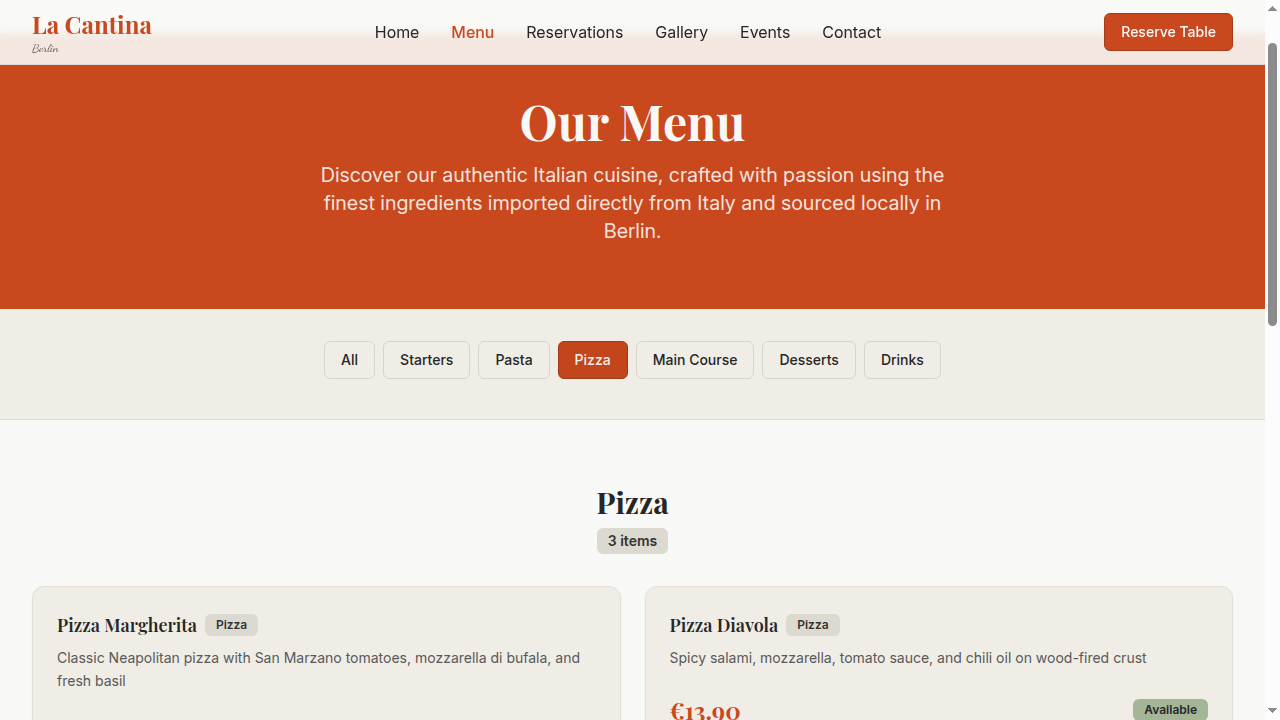 La Cantina
Berlin
Home
Menu
Reservations
Gallery
Events
Contact
Reserve Table
Our Menu
Discover our authentic Italian cuisine, crafted with passion using the
finest ingredients imported directly from Italy and sourced locally in
Berlin.
All
Starters
Pasta
Pizza
Main Course
Desserts
Drinks
Pizza
3 items
Pizza Margherita
Pizza
Classic Neapolitan pizza with San Marzano tomatoes, mozzarella di bufala, and
fresh basil
Pizza Diavola
Pizza
Spicy salami, mozzarella, tomato sauce, and chili oil on wood-fired crust
€13.90
Available